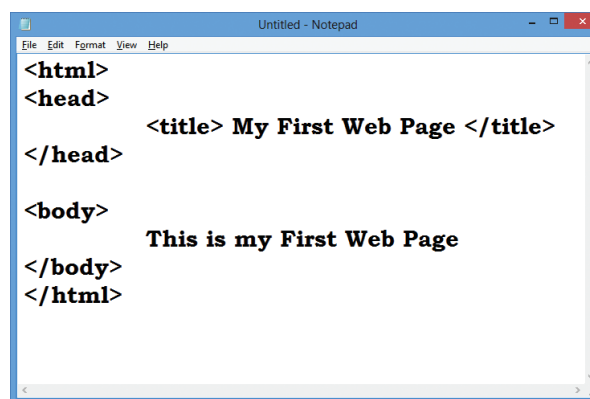 Untitled - Notepad
File Edit Format View Help
<html>
<head>
<title> My First Web Page </title>
</head>
<body>
This is my First Web Page
</body>
</html>